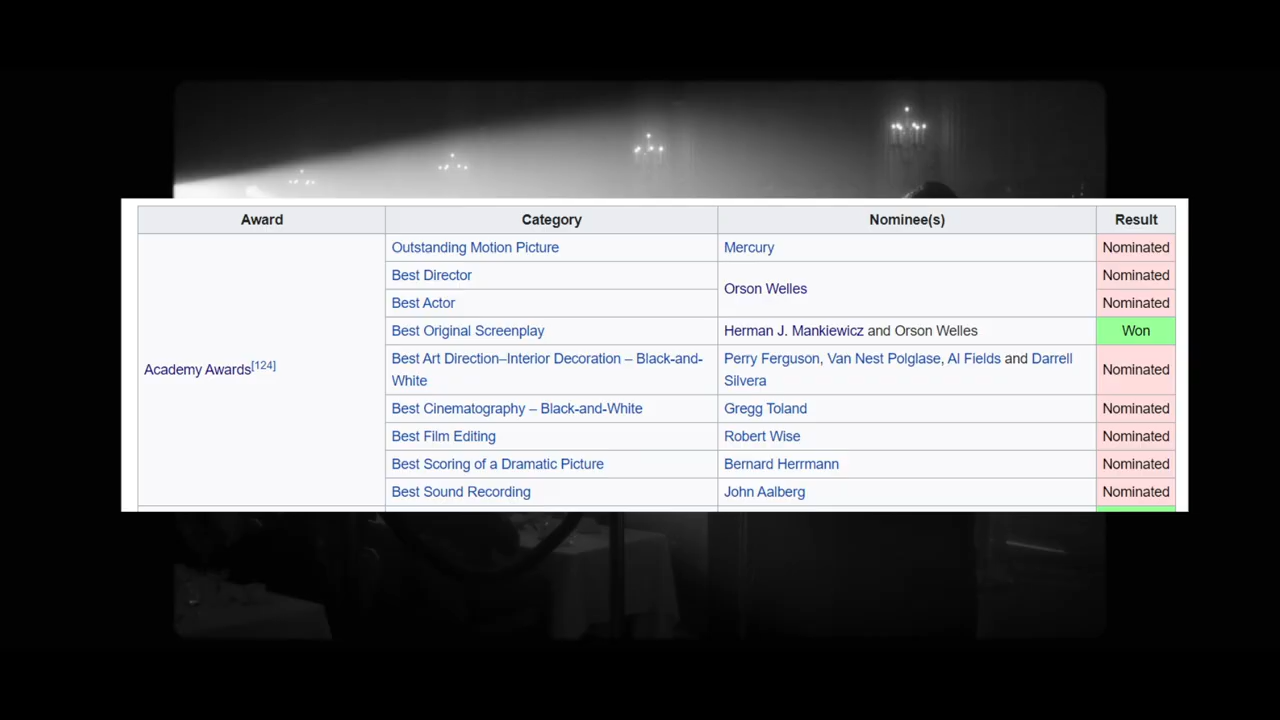 Award Category Nominee(s) Result
Outstanding Motion Picture Mercury Nominated
Best Director Nominated
Orson Welles
Best Actor Nominated
Best Original Screenplay Herman J. Mankiewicz and Orson Welles Won
Academy Awards[124]
Best Art Direction–Interior Decoration – Black-and-
White
Perry Ferguson, Van Nest Polglase, Al Fields and Darrell
Silvera
Nominated
Best Cinematography – Black-and-White Gregg Toland Nominated
Best Film Editing Robert Wise Nominated
Best Scoring of a Dramatic Picture Bernard Herrmann Nominated
Best Sound Recording John Aalberg Nominated